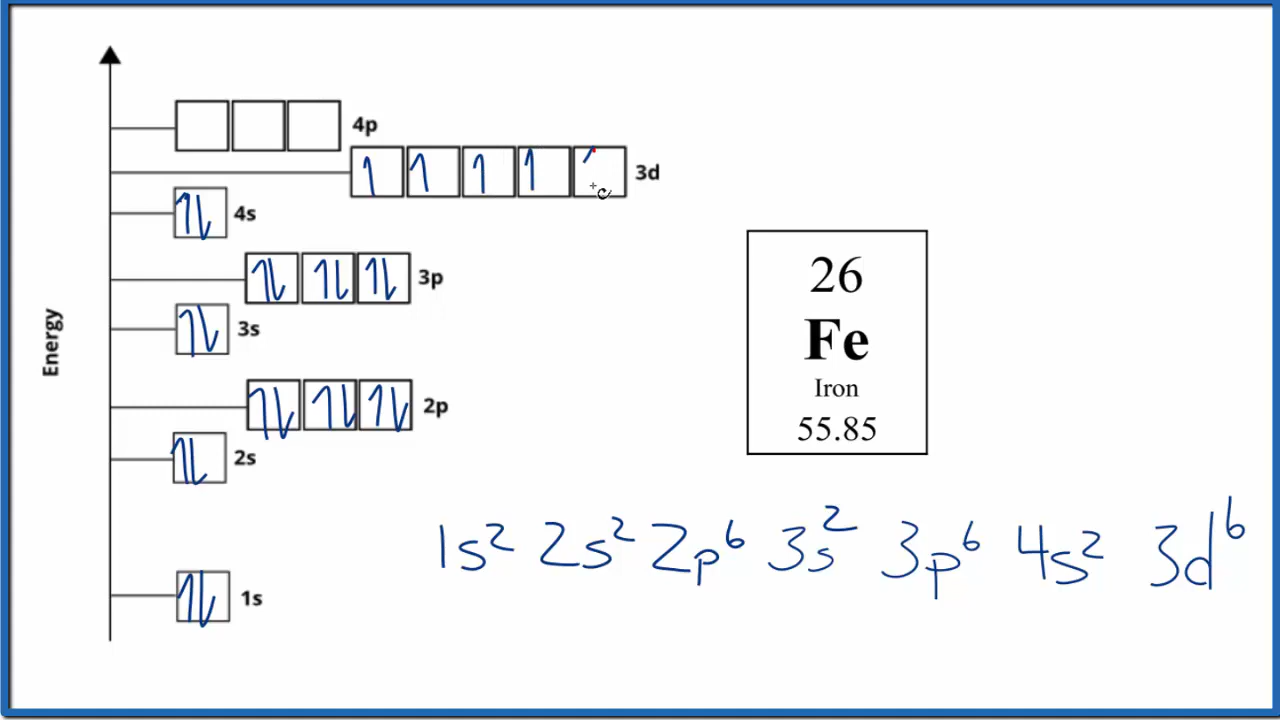 4p
3d
4s
3p
3s
2p
2s
1s
Energy
26
Fe
Iron
55.85
1s² 2s² 2p⁶ 3s² 3p⁶ 4s² 3d⁶